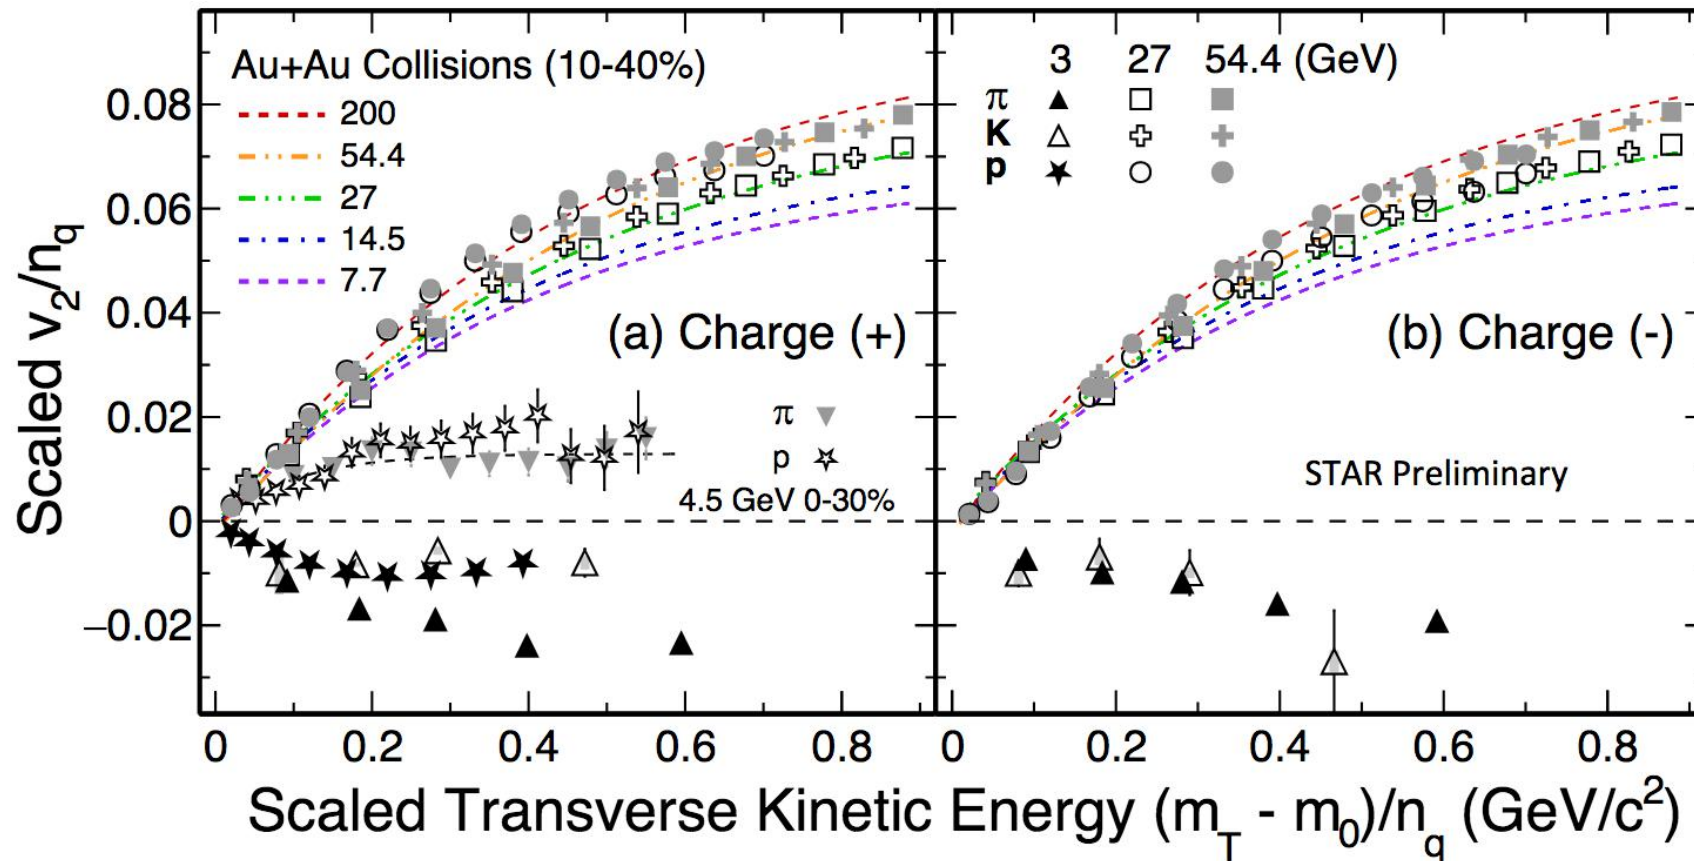 Au+Au Collisions (10-40%)
200
54.4
27
14.5
7.7
3 27 54.4 (GeV)
π
K
p
0.08
0.06
0.04
0.02
0
−0.02
Scaled v₂/n_q
(a) Charge (+)
(b) Charge (-)
π
p
4.5 GeV 0-30%
STAR Preliminary
0 0.2 0.4 0.6 0.8
0 0.2 0.4 0.6 0.8
Scaled Transverse Kinetic Energy (m_T - m₀)/n_q (GeV/c²)